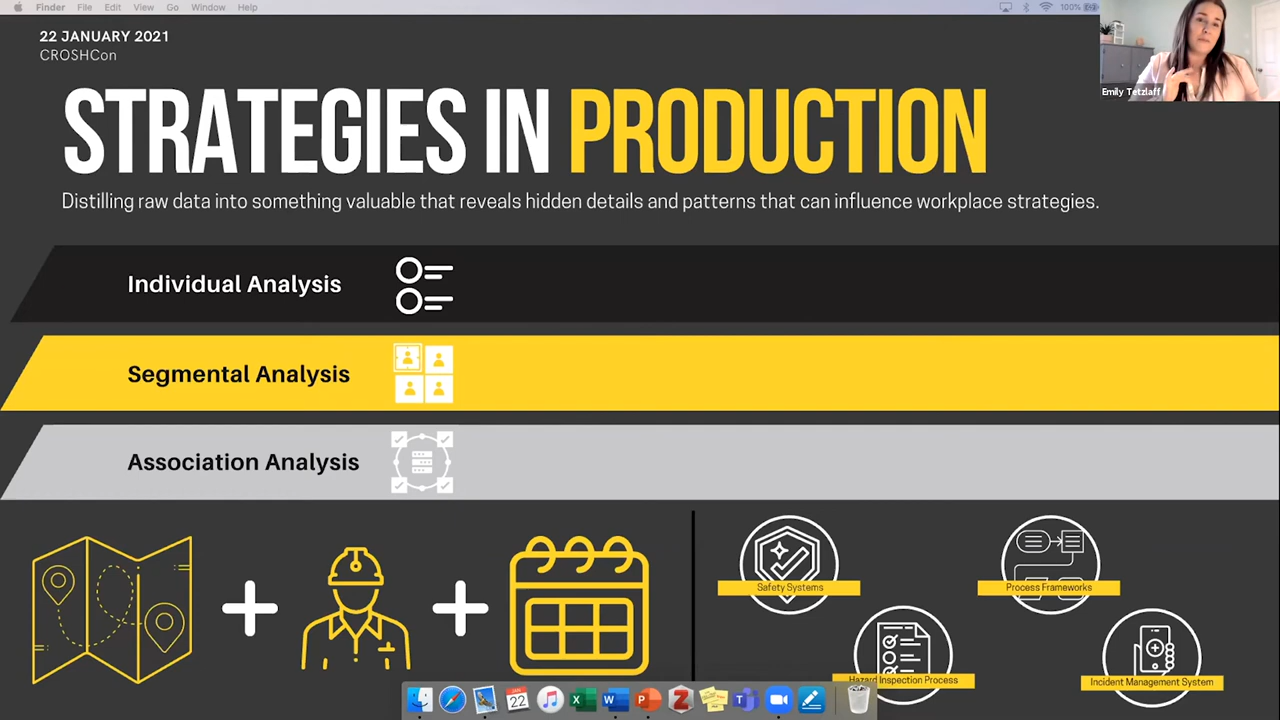 Finder File Edit View Go Window Help
100%
22 JANUARY 2021
CROSHCon
Emily Tetzlaff
STRATEGIES IN PRODUCTION
Distilling raw data into something valuable that reveals hidden details and patterns that can influence workplace strategies.
Individual Analysis
Segmental Analysis
Association Analysis
Safety Systems
Process Frameworks
Hazard Inspection Process
Incident Management System
JAN
22
X
W
P
Z
T